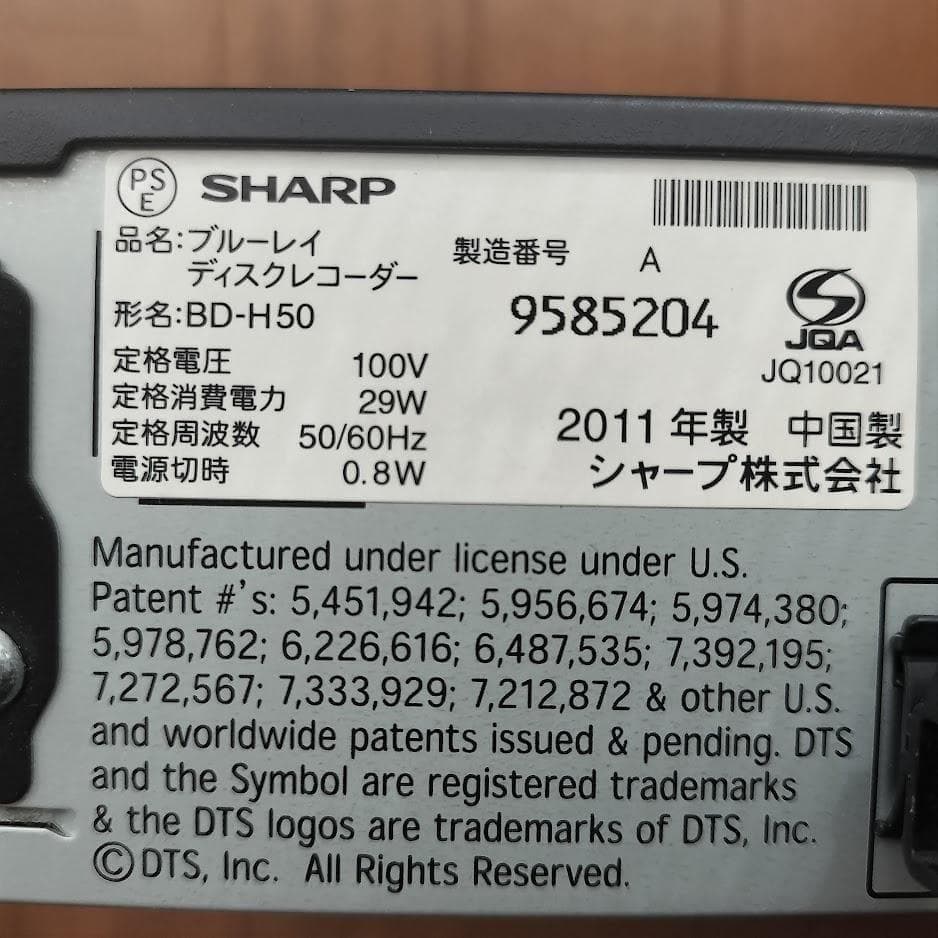 PS
E
SHARP
品名:ブルーレイ
ディスクレコーダー
形名:BD-H50
定格電圧 100V
定格消費電力 29W
定格周波数 50/60Hz
電源切時 0.8W
製造番号 A
9585204
JQA
JQ10021
2011 年製 中国製
シャープ株式会社
Manufactured under license under U.S.
Patent #'s: 5,451,942; 5,956,674; 5,974,380;
5,978,762; 6,226,616; 6,487,535; 7,392,195;
7,272,567; 7,333,929; 7,212,872 & other U.S.
and worldwide patents issued & pending. DTS
and the Symbol are registered trademarks
& the DTS logos are trademarks of DTS, Inc.
©DTS, Inc. All Rights Reserved.